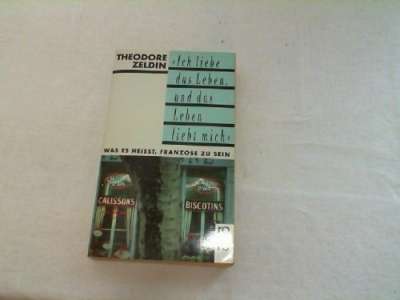 THEODORE
ZELDIN
»Ich liebe
das Leben,
und das
Leben
liebt mich«
WAS ES HEISST, FRANZOSE ZU SEIN
CALISSONS
BISCOTINS